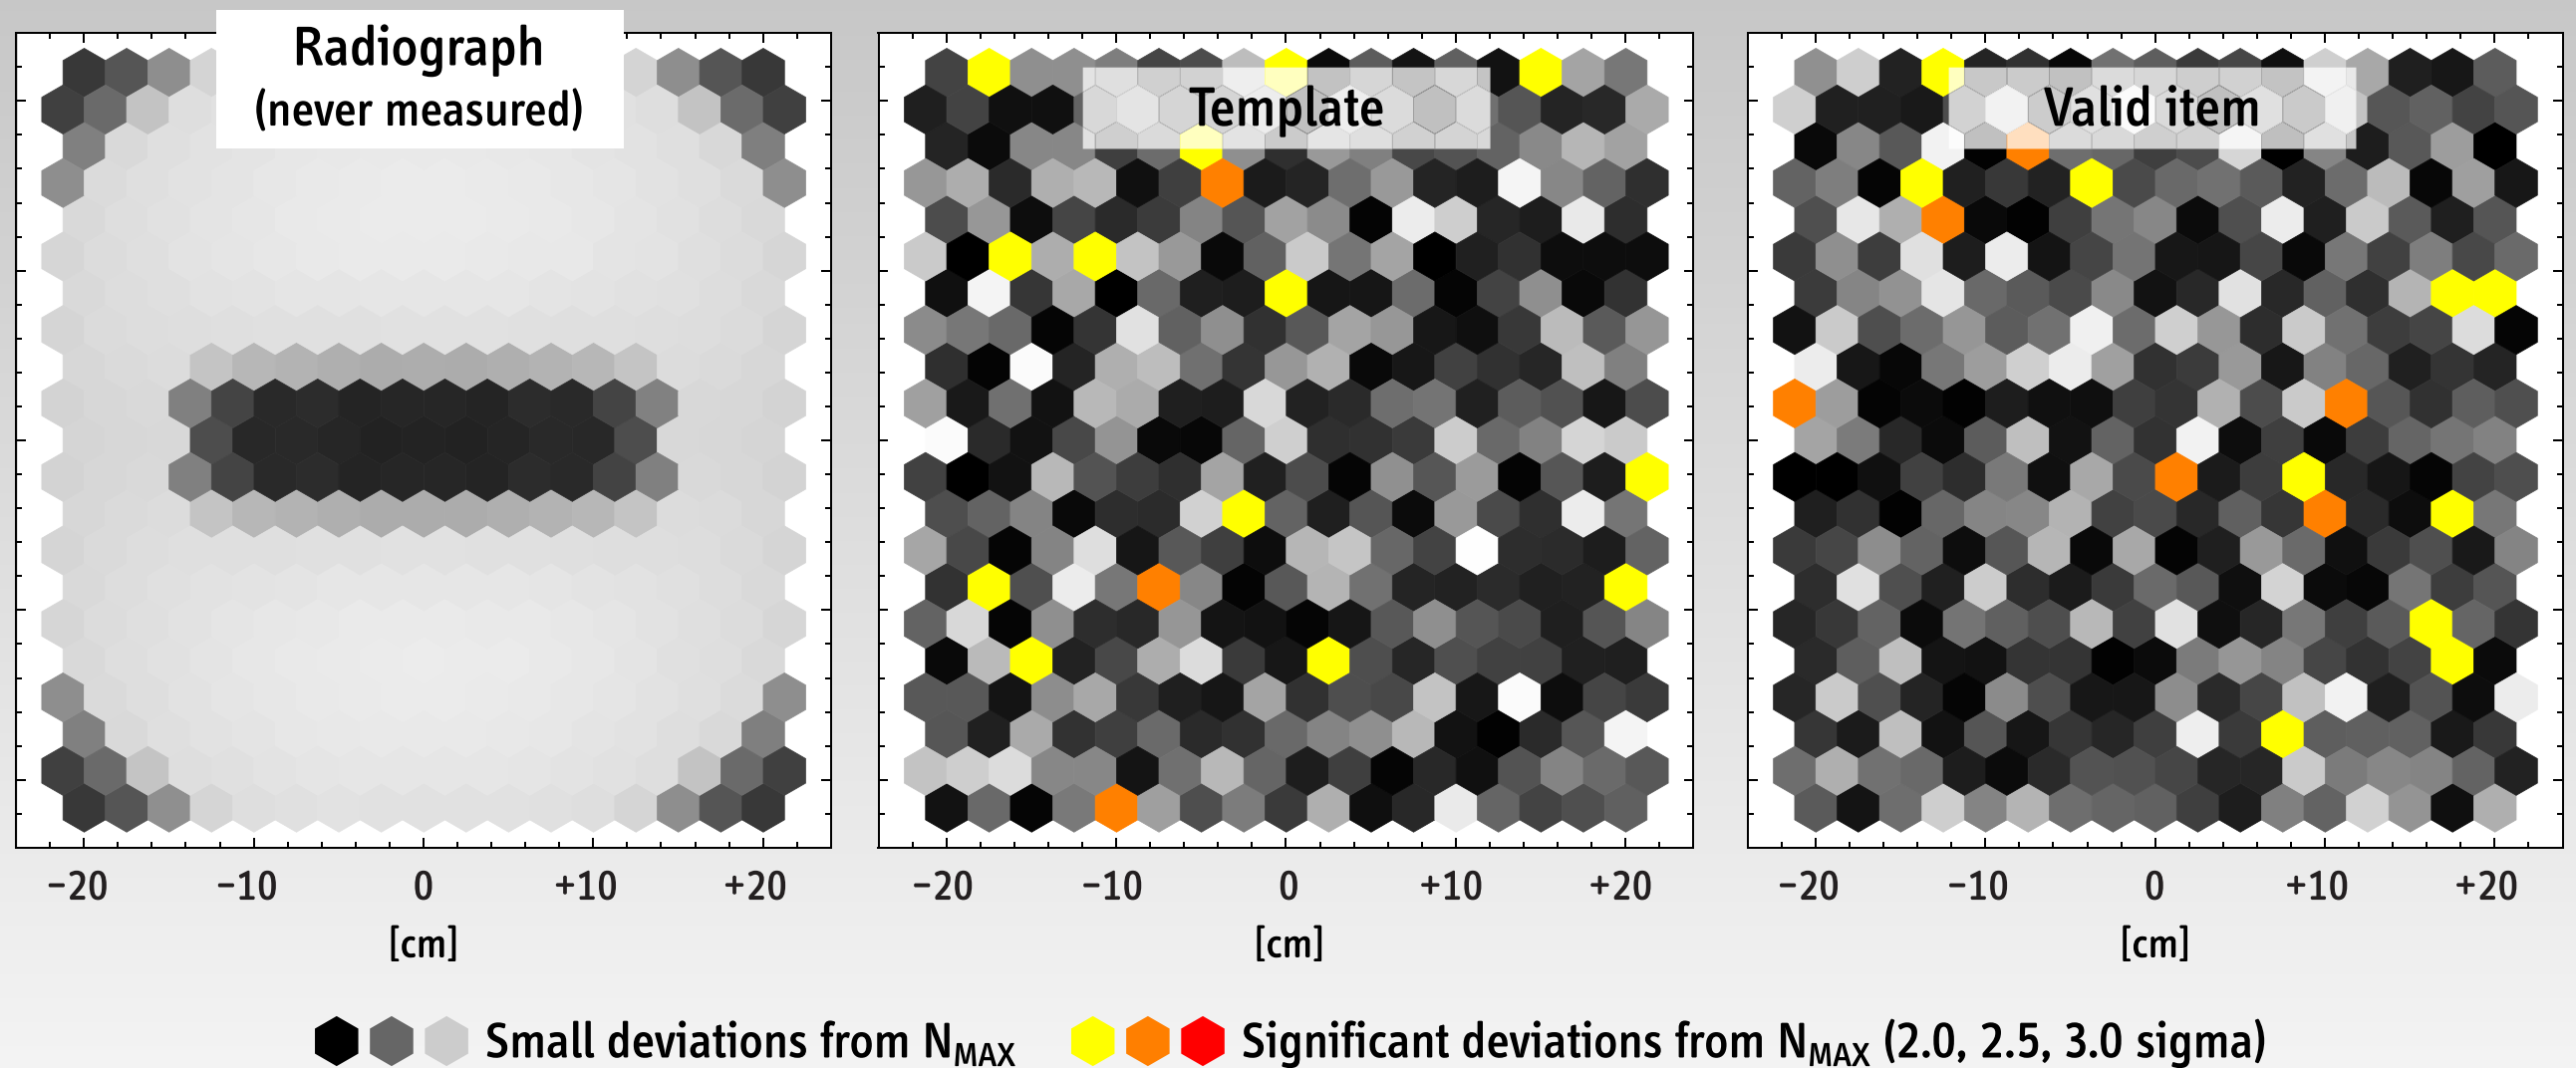 Radiograph
(never measured)
Template
Valid item
−20 −10 0 +10 +20
[cm]
−20 −10 0 +10 +20
[cm]
−20 −10 0 +10 +20
[cm]
Small deviations from NMAX
Significant deviations from NMAX (2.0, 2.5, 3.0 sigma)